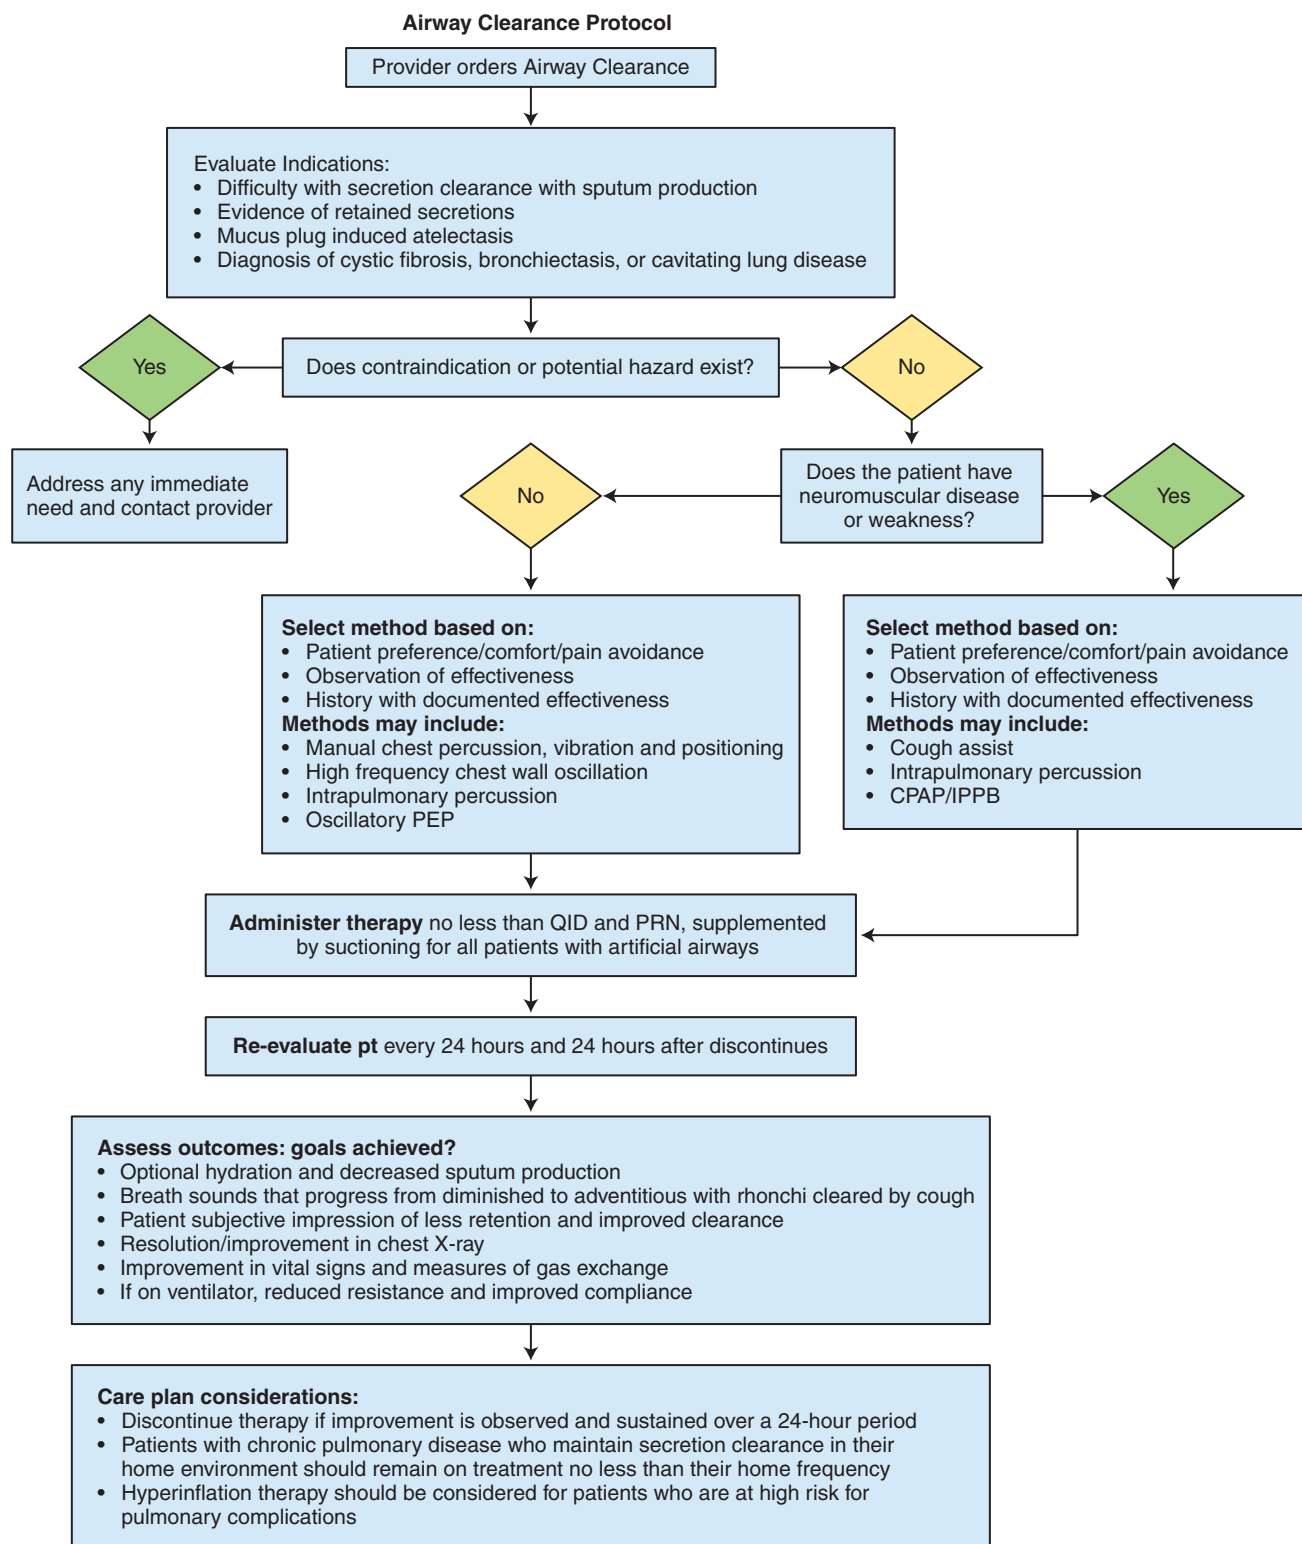 Airway Clearance Protocol
Provider orders Airway Clearance
Evaluate Indications:
• Difficulty with secretion clearance with sputum production
• Evidence of retained secretions
• Mucus plug induced atelectasis
• Diagnosis of cystic fibrosis, bronchiectasis, or cavitating lung disease
Yes
Does contraindication or potential hazard exist?
No
Address any immediate
need and contact provider
No
Does the patient have
neuromuscular disease
or weakness?
Yes
Select method based on:
• Patient preference/comfort/pain avoidance
• Observation of effectiveness
• History with documented effectiveness
Methods may include:
• Manual chest percussion, vibration and positioning
• High frequency chest wall oscillation
• Intrapulmonary percussion
• Oscillatory PEP
Select method based on:
• Patient preference/comfort/pain avoidance
• Observation of effectiveness
• History with documented effectiveness
Methods may include:
• Cough assist
• Intrapulmonary percussion
• CPAP/IPPB
Administer therapy no less than QID and PRN, supplemented
by suctioning for all patients with artificial airways
Re-evaluate pt every 24 hours and 24 hours after discontinues
Assess outcomes: goals achieved?
• Optional hydration and decreased sputum production
• Breath sounds that progress from diminished to adventitious with rhonchi cleared by cough
• Patient subjective impression of less retention and improved clearance
• Resolution/improvement in chest X-ray
• Improvement in vital signs and measures of gas exchange
• If on ventilator, reduced resistance and improved compliance
Care plan considerations:
• Discontinue therapy if improvement is observed and sustained over a 24-hour period
• Patients with chronic pulmonary disease who maintain secretion clearance in their
home environment should remain on treatment no less than their home frequency
• Hyperinflation therapy should be considered for patients who are at high risk for
pulmonary complications